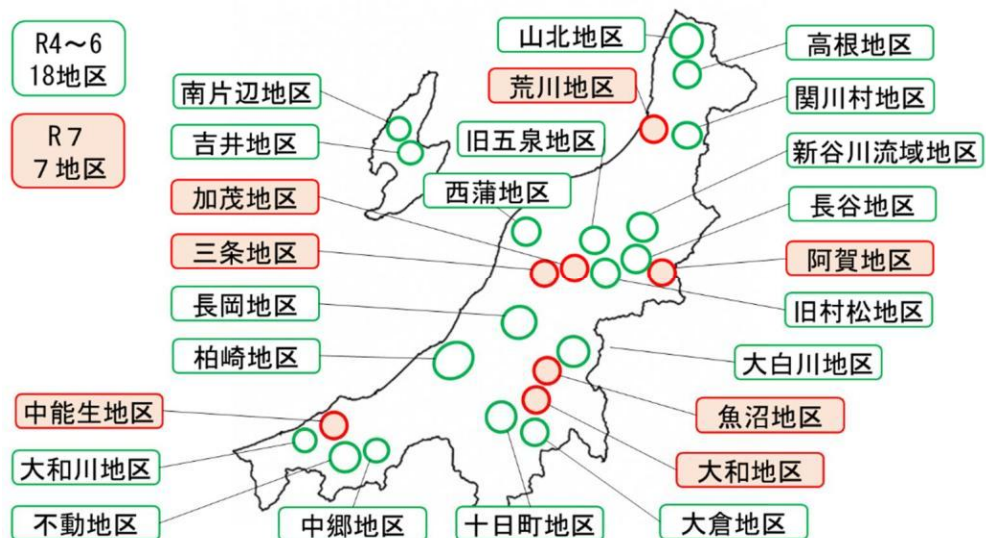 R4～6
18地区
R７
７地区
山北地区
高根地区
荒川地区
関川村地区
南片辺地区
吉井地区
旧五泉地区
新谷川流域地区
西蒲地区
加茂地区
長谷地区
三条地区
阿賀地区
長岡地区
旧村松地区
柏崎地区
大白川地区
中能生地区
魚沼地区
大和川地区
大和地区
不動地区
中郷地区
十日町地区
大倉地区